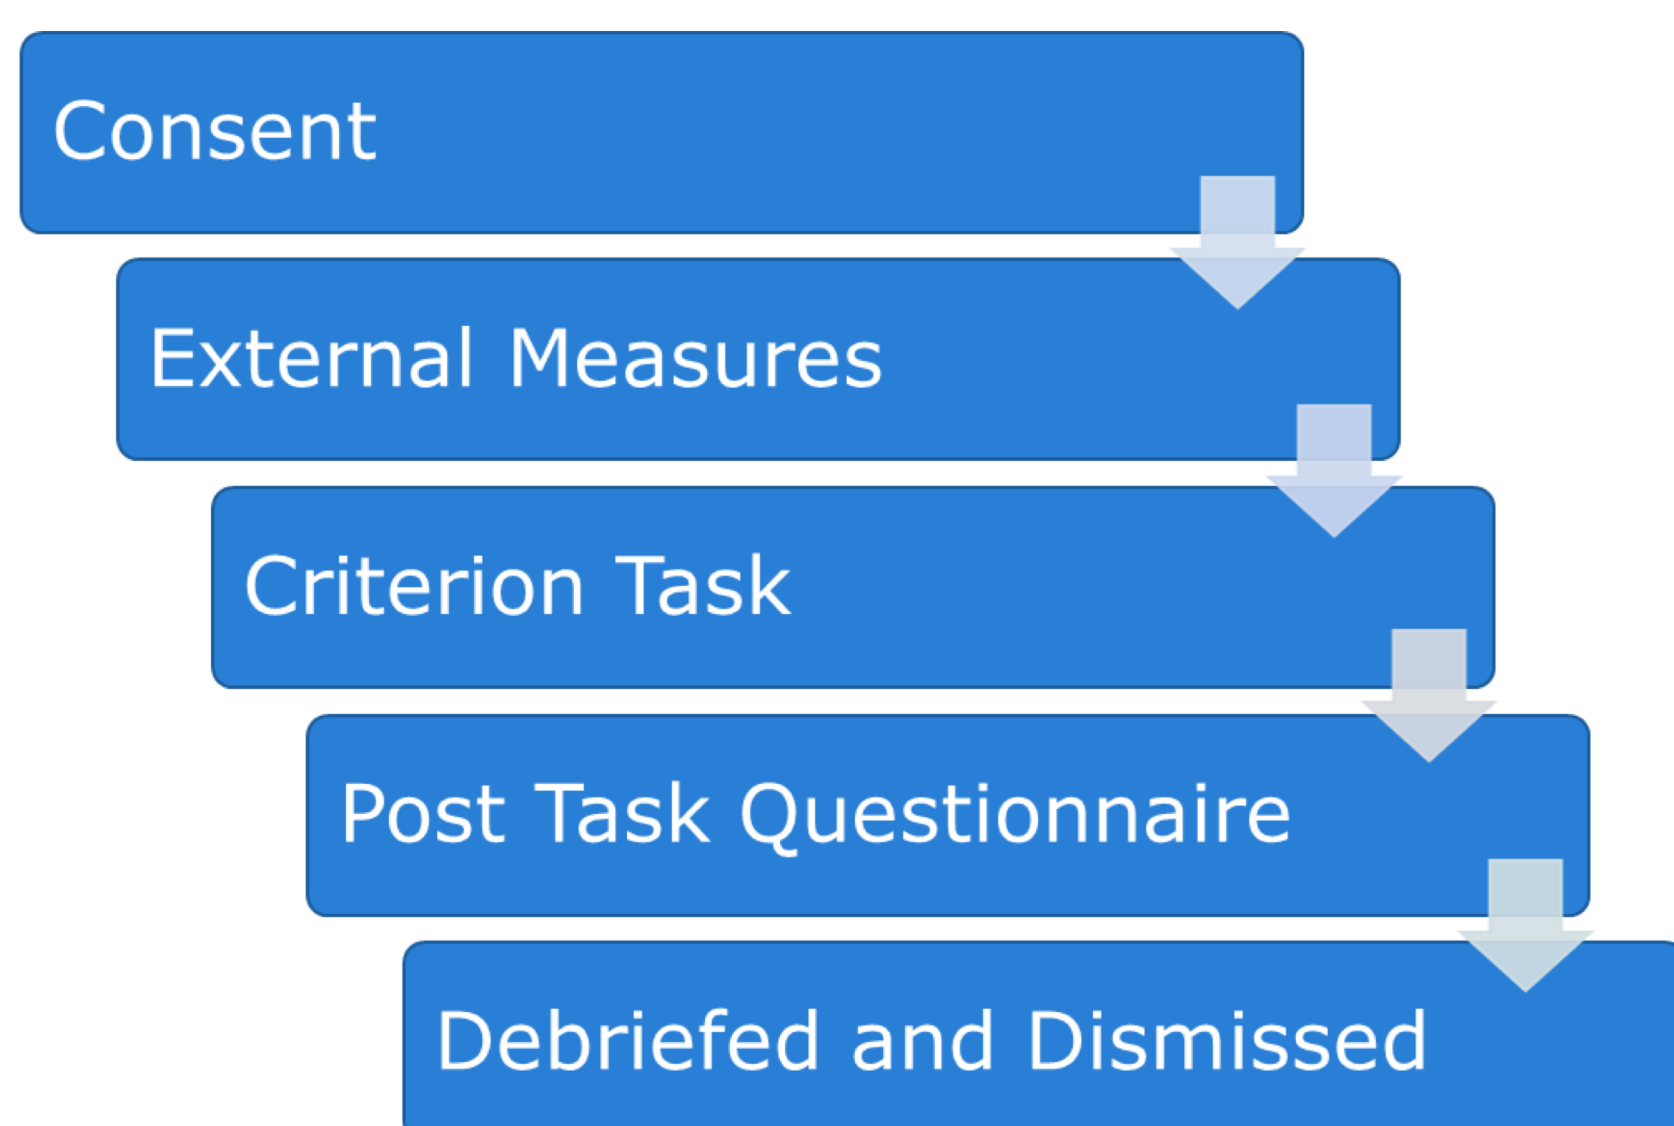 Consent
External Measures
Criterion Task
Post Task Questionnaire
Debriefed and Dismissed